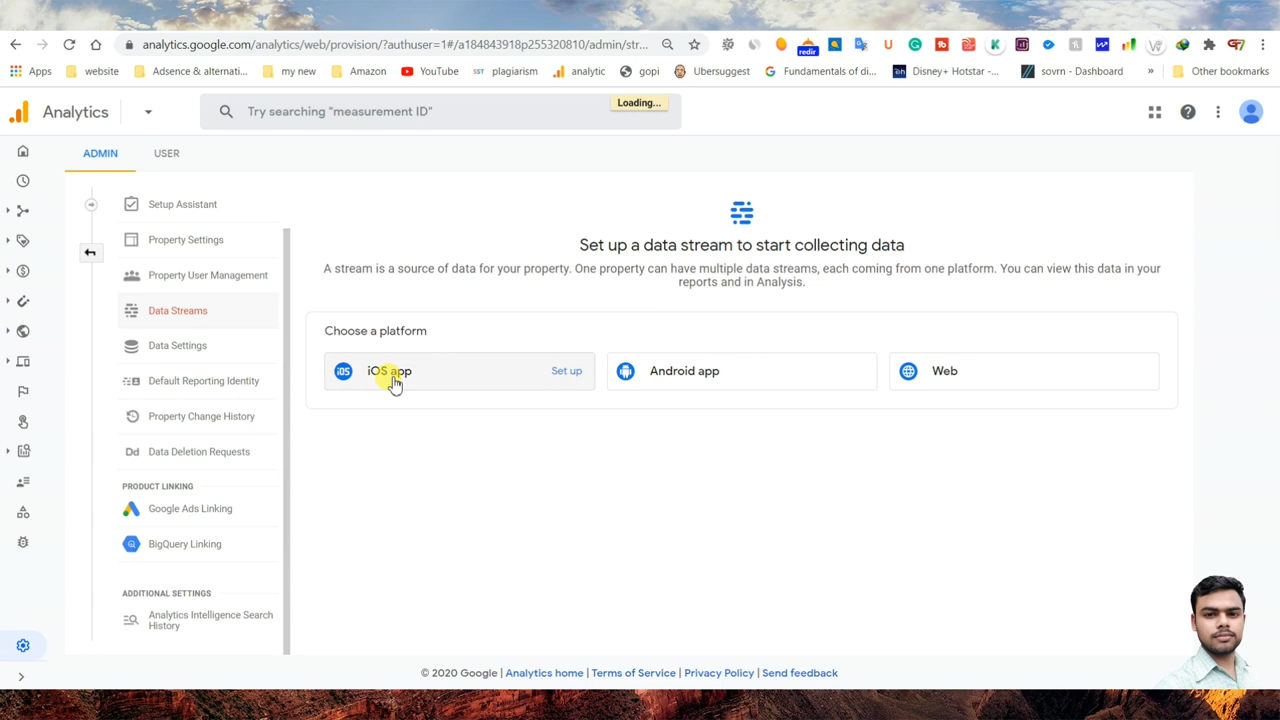 analytics.google.com/analytics/web/provision/?authuser=1#/a184843918p255320810/admin/str...
redir
Apps
website
Adsence & alternati...
my new
Amazon
YouTube
SST plagiarism
analytic
gopi
Ubersuggest
Fundamentals of di...
Disney+ Hotstar -...
sovrn - Dashboard
»
Other bookmarks
Analytics
Try searching "measurement ID"
Loading...
ADMIN
USER
Setup Assistant
Property Settings
Property User Management
Data Streams
Data Settings
Default Reporting Identity
Property Change History
Dd Data Deletion Requests
PRODUCT LINKING
Google Ads Linking
BigQuery Linking
ADDITIONAL SETTINGS
Analytics Intelligence Search
History
Set up a data stream to start collecting data
A stream is a source of data for your property. One property can have multiple data streams, each coming from one platform. You can view this data in your
reports and in Analysis.
Choose a platform
iOS iOS app
Set up
Android app
Web
© 2020 Google | Analytics home | Terms of Service | Privacy Policy | Send feedback